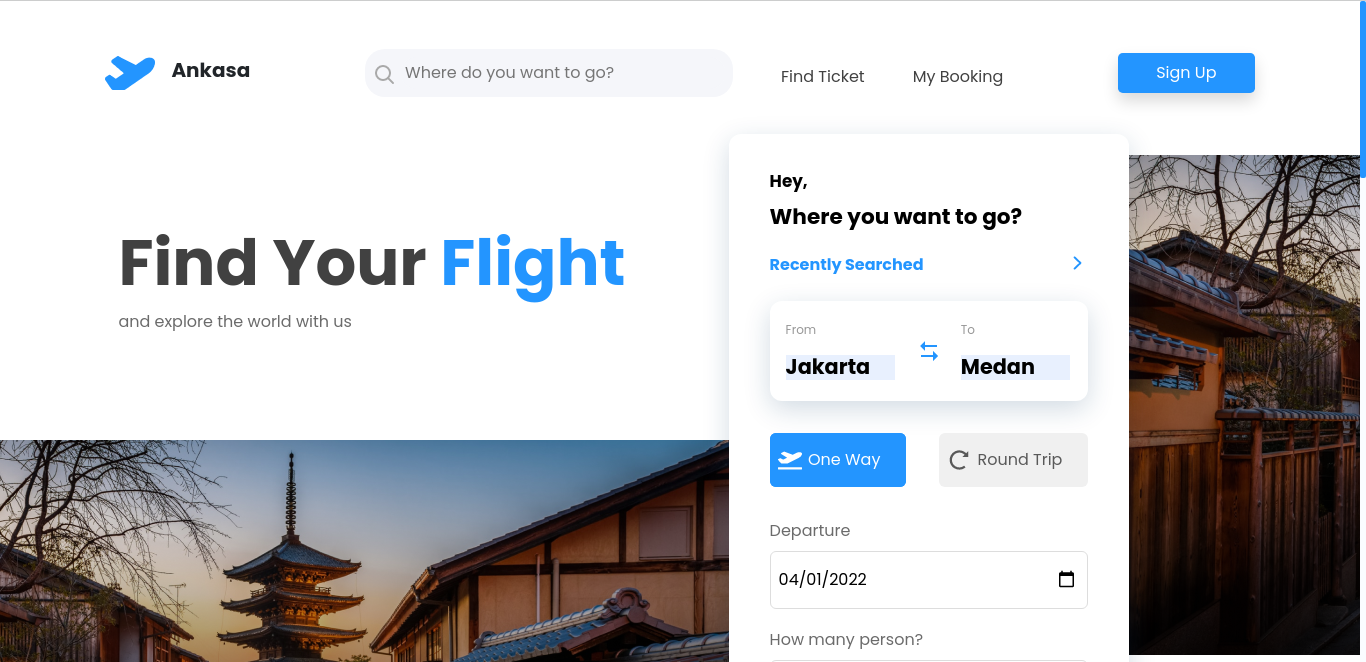 Ankasa
Where do you want to go?
Find Ticket
My Booking
Sign Up
Find Your Flight
and explore the world with us
Hey,
Where you want to go?
Recently Searched
From
To
Jakarta
Medan
One Way
Round Trip
Departure
04/01/2022
How many person?